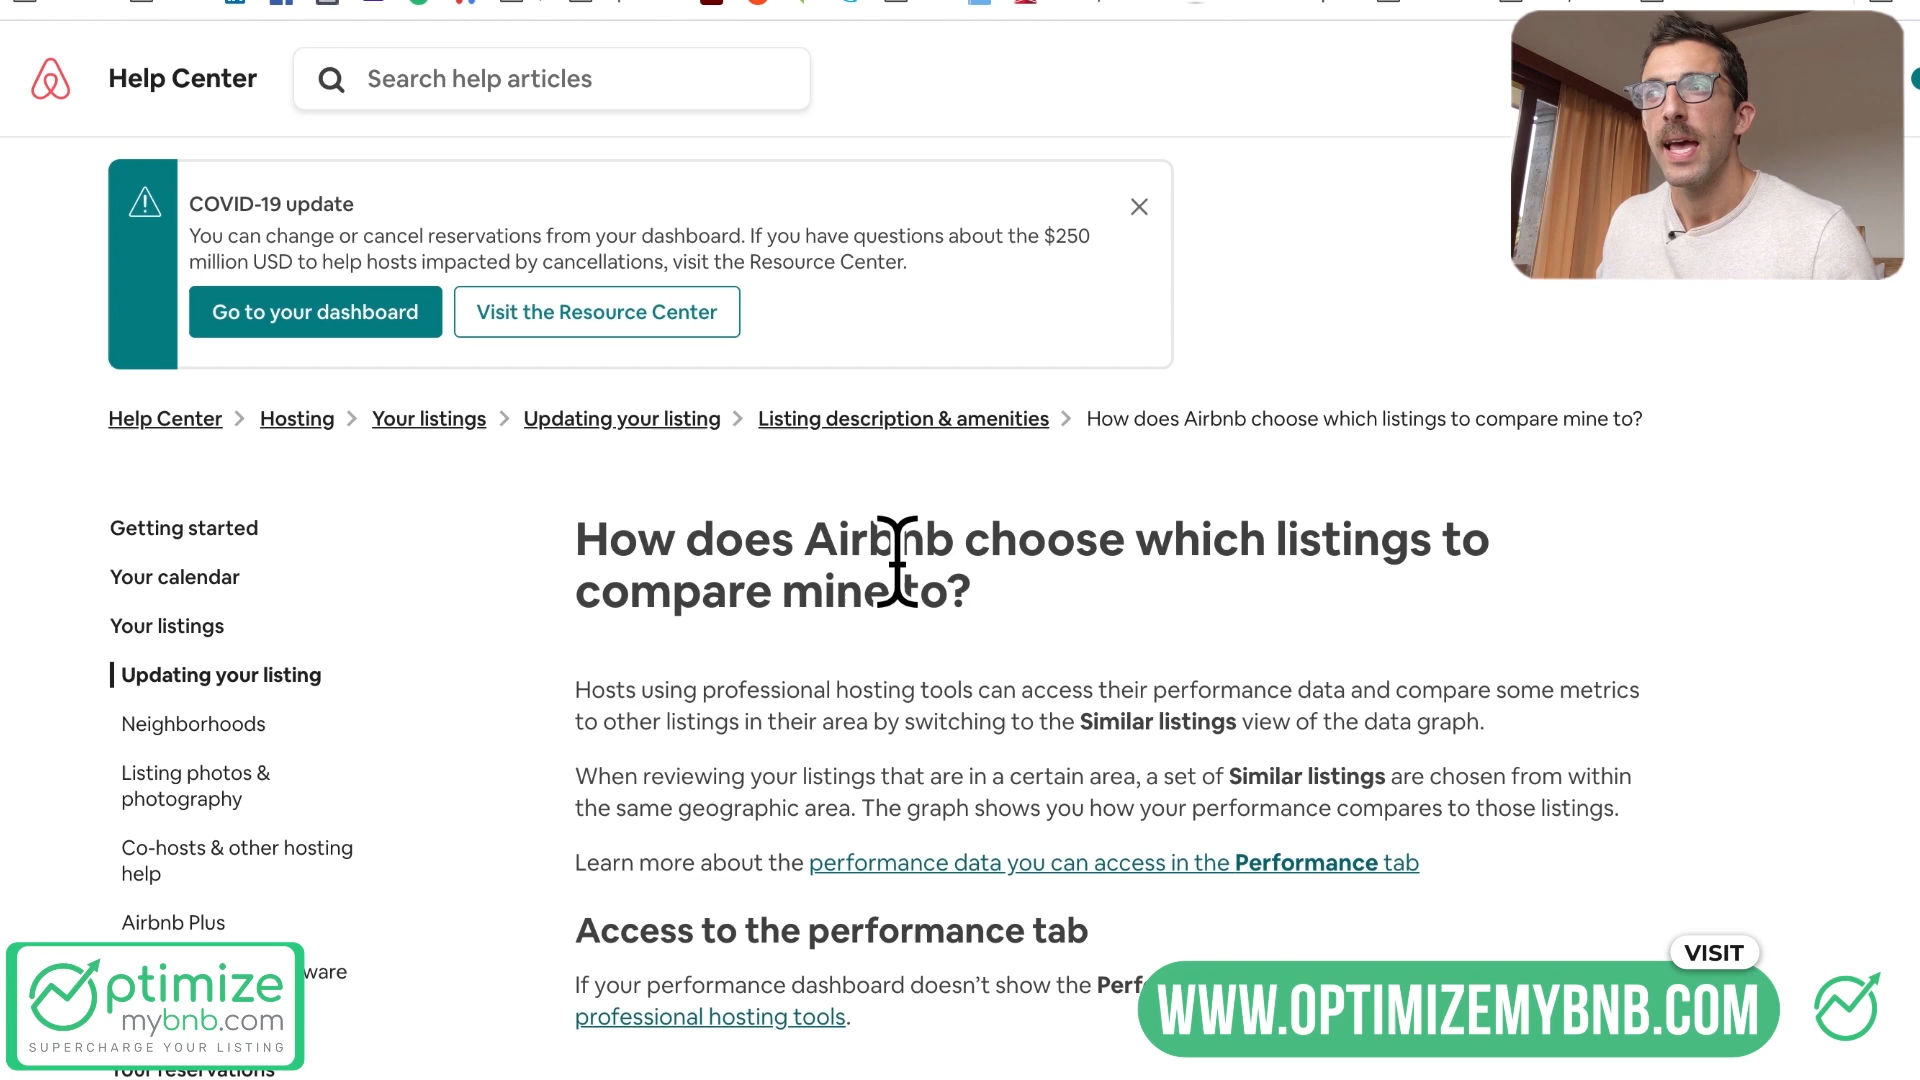 Help Center
Search help articles
COVID-19 update
You can change or cancel reservations from your dashboard. If you have questions about the $250
million USD to help hosts impacted by cancellations, visit the Resource Center.
Go to your dashboard
Visit the Resource Center
Help Center
Hosting
Your listings
Updating your listing
Listing description & amenities
How does Airbnb choose which listings to compare mine to?
Getting started
Your calendar
Your listings
Updating your listing
Neighborhoods
Listing photos &
photography
Co-hosts & other hosting
help
Airbnb Plus
ware
Your reservations
How does Airbnb choose which listings to
compare mine to?
Hosts using professional hosting tools can access their performance data and compare some metrics
to other listings in their area by switching to the Similar listings view of the data graph.
When reviewing your listings that are in a certain area, a set of Similar listings are chosen from within
the same geographic area. The graph shows you how your performance compares to those listings.
Learn more about the performance data you can access in the Performance tab
Access to the performance tab
If your performance dashboard doesn't show the Perf
professional hosting tools.
Optimize
mybnb.com
SUPERCHARGE YOUR LISTING
VISIT
WWW.OPTIMIZEMYBNB.COM